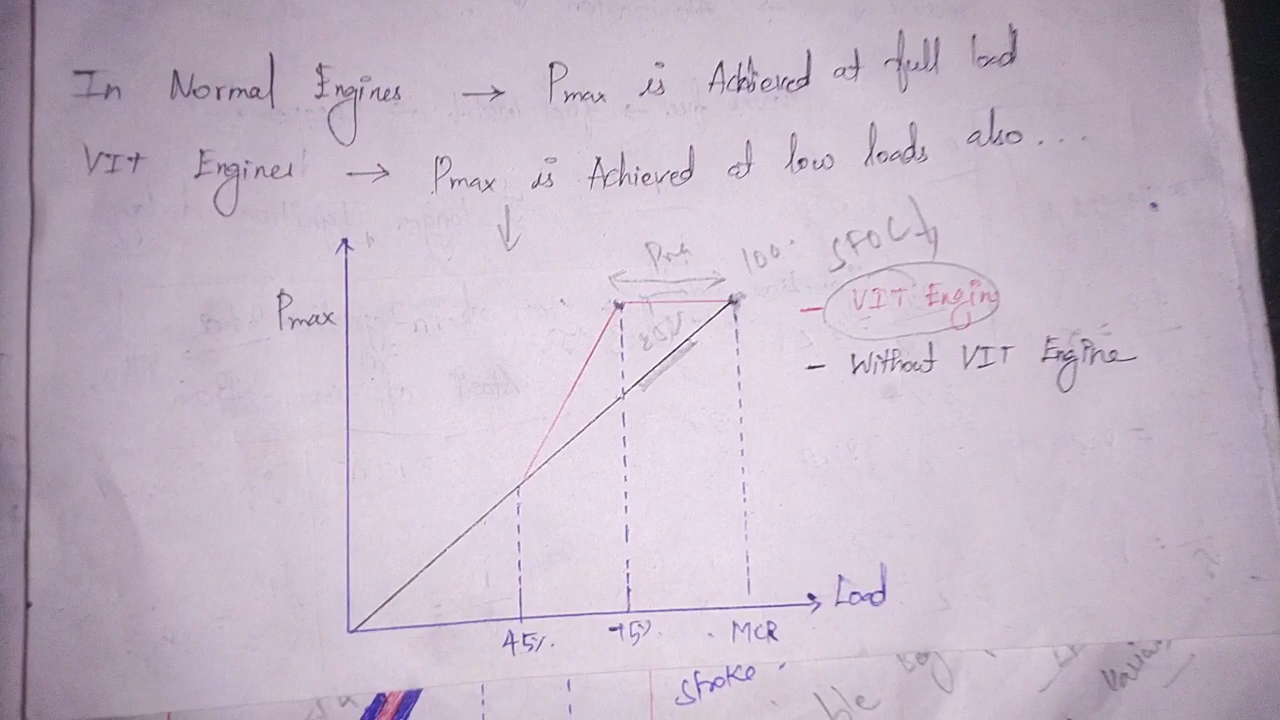 In Normal Engines → Pmax is Achieved at full load
VIT Engines → Pmax is Achieved at low loads also....
↓
Pmax
100
SFOC ↓
- VIT Engine
85%
- Without VIT Engine
Load
45%. 75%. MCR
stroke
ble